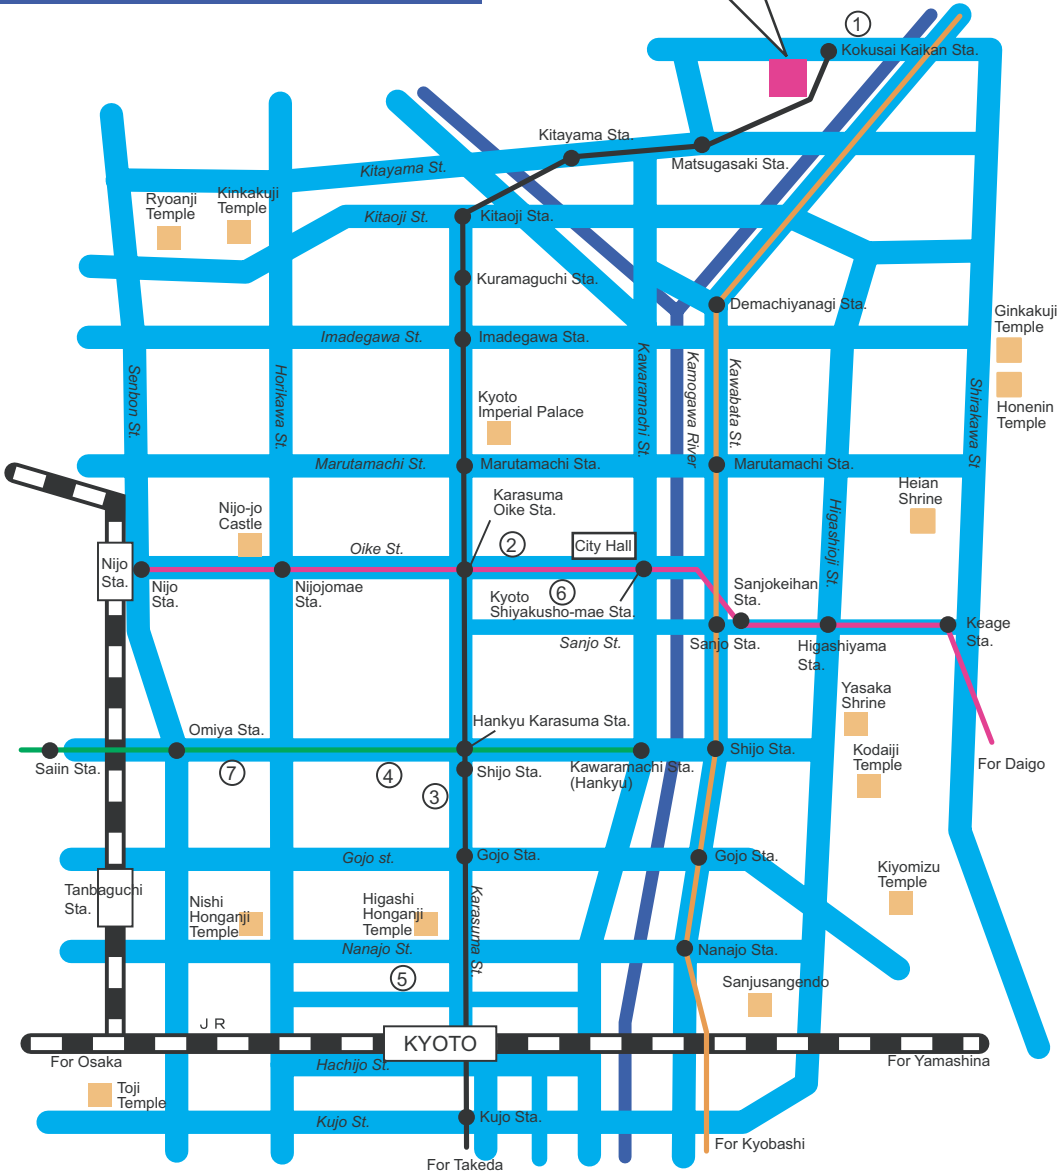 1
Kokusai Kaikan Sta.
Kitayama Sta.
Matsugasaki Sta.
Kitayama St.
Ryoanji
Temple
Kinkakuji
Temple
Kitaoji St.
Kitaoji Sta.
Kuramaguchi Sta.
Demachiyanagi Sta.
Ginkakuji
Temple
Imadegawa St.
Imadegawa Sta.
Senbon St.
Horikawa St.
Kawaramachi St.
Kamogawa River
Kawabata St.
Shirakawa St
Honenin
Temple
Kyoto
Imperial Palace
Marutamachi St.
Marutamachi Sta.
Marutamachi Sta.
Heian
Shrine
Karasuma
Oike Sta.
Higashioji St.
Nijo-jo
Castle
Oike St.
2
City Hall
Nijo
Sta.
Nijo
Sta.
Nijojomae
Sta.
6
Kyoto
Shiyakusho-mae Sta.
Sanjokeihan
Sta.
Sanjo St.
Sanjo Sta.
Higashiyama
Sta.
Keage
Sta.
Yasaka
Shrine
Omiya Sta.
Hankyu Karasuma Sta.
Saiin Sta.
7
4
3
Shijo Sta.
Kawaramachi Sta.
(Hankyu)
Shijo Sta.
Kodaiji
Temple
For Daigo
Gojo st.
Gojo Sta.
Gojo Sta.
Kiyomizu
Temple
Tanbaguchi
Sta.
Nishi
Honganji
Temple
Higashi
Honganji
Temple
Karasuma St.
Nanajo St.
Nanajo Sta.
5
Sanjusangendo
J R
KYOTO
For Osaka
For Yamashina
Hachijo St.
Toji
Temple
Kujo St.
Kujo Sta.
For Kyobashi
For Takeda